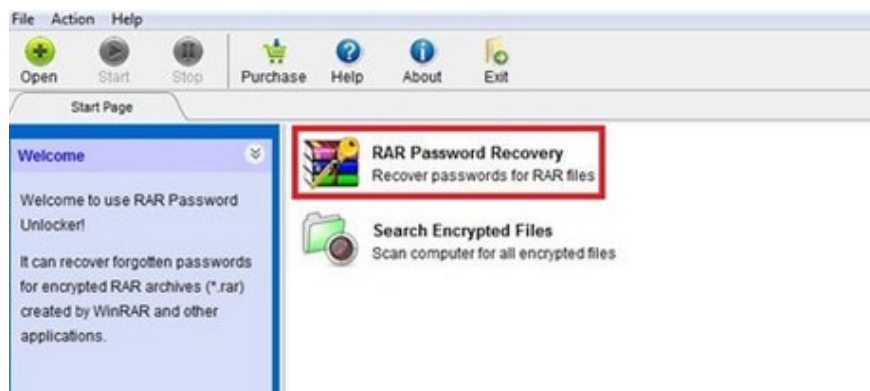 File Action Help
Open Start Stop Purchase Help About Exit
Start Page
Welcome
Welcome to use RAR Password
Unlocker!
It can recover forgotten passwords
for encrypted RAR archives (*.rar)
created by WinRAR and other
applications.
RAR Password Recovery
Recover passwords for RAR files
Search Encrypted Files
Scan computer for all encrypted files